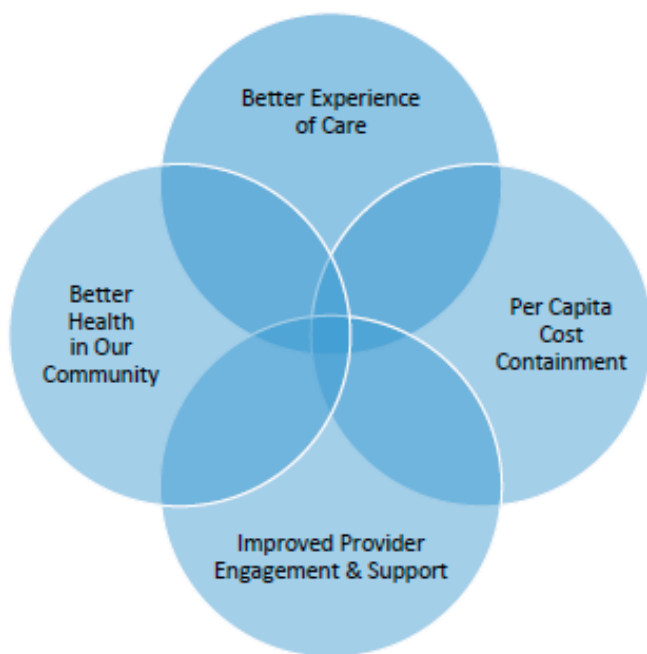 Better Experience
of Care
Better
Health
in Our
Community
Per Capita
Cost
Containment
Improved Provider
Engagement & Support